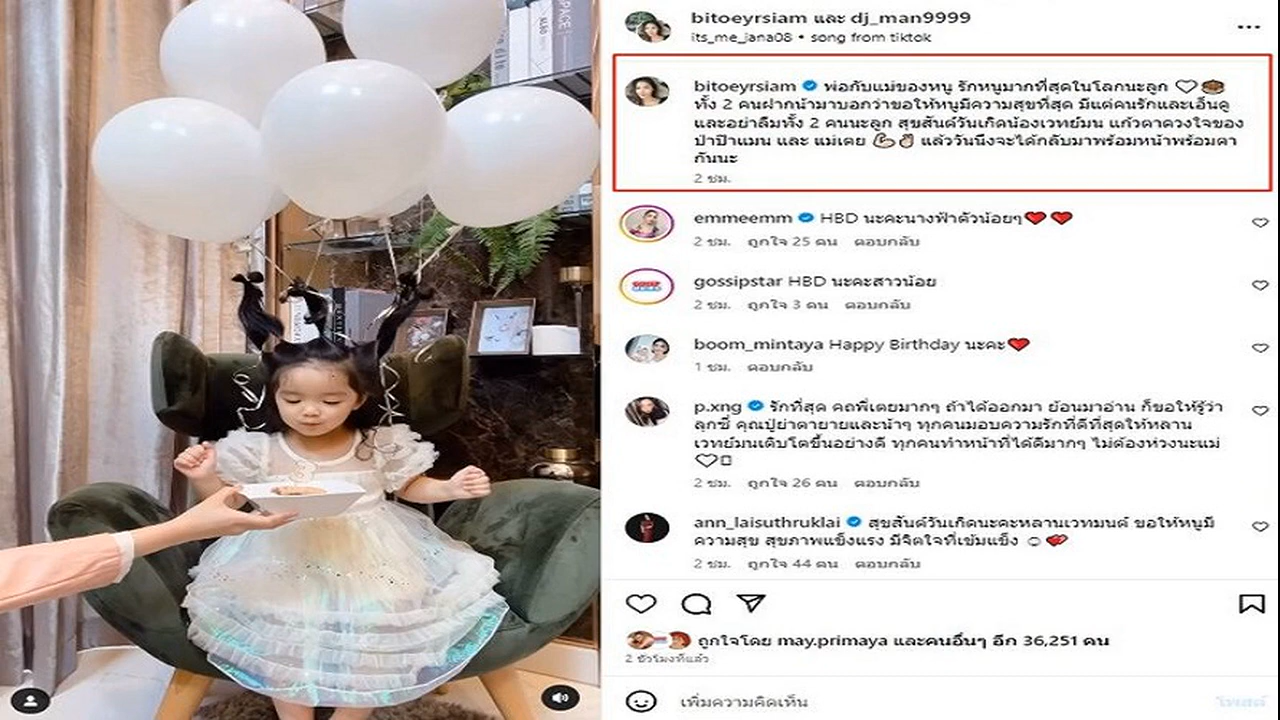 bitoeyrsiam และ dj_man9999
its_me_jana08 • song from tiktok
bitoeyrsiam พ่อกับแม่ของหนู รักหนูมากที่สุดในโลกนะลูก 🤍
ทั้ง 2 คนฝากน้ามาบอกว่าขอให้หนูมีความสุขที่สุด มีแต่คนรักและเอ็นดู
และอย่าลืมทั้ง 2 คนนะลูก สุขสันต์วันเกิดน้องเวทย์มน แก้วตาดวงใจของ
ป่าป๊าแมน และ แม่เตย 💪🏻✌🏻 แล้ววันนึงจะได้กลับมาพร้อมหน้าพร้อมตา
กันนะ
2 ชม.
emmeemm HBD นะคะนางฟ้าตัวน้อยๆ❤️❤️
2 ชม. ถูกใจ 25 คน ตอบกลับ
gossipstar HBD นะคะสาวน้อย
2 ชม. ถูกใจ 3 คน ตอบกลับ
boom_mintaya Happy Birthday นะคะ❤️
1 ชม. ตอบกลับ
p.xng รักที่สุด คถพี่เตยมากๆ ถ้าได้ออกมา ย้อนมาอ่าน ก็ขอให้รู้ว่า
ลุกซี่ คุณปู่ย่าตายายและน้าๆ ทุกคนมอบความรักที่ดีที่สุดให้หลาน
เวทย์มนเติบโตขึ้นอย่างดี ทุกคนทำหน้าที่ได้ดีมากๆ ไม่ต้องห่วงนะแม่
🤍
2 ชม. ถูกใจ 26 คน ตอบกลับ
ann_laisuthruklai สุขสันต์วันเกิดนะคะหลานเวทมนต์ ขอให้หนูมี
ความสุข สุขภาพแข็งแรง มีจิตใจที่เข้มแข็ง ☺️💕
2 ชม. ถูกใจ 44 คน ตอบกลับ
ถูกใจโดย may.primaya และคนอื่นๆ อีก 36,251 คน
2 ชั่วโมงที่แล้ว
เพิ่มความคิดเห็น
โพสต์